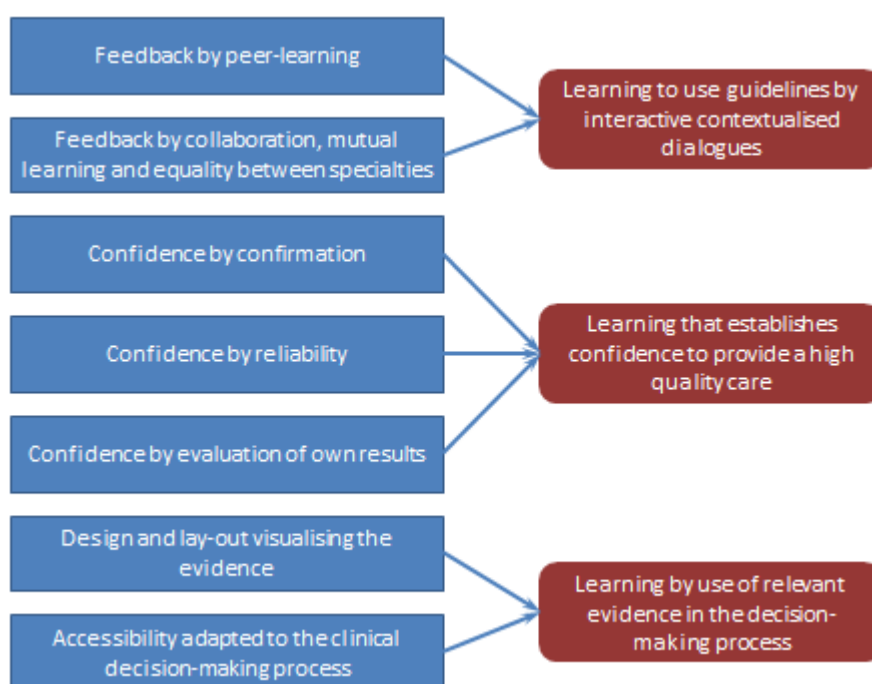 Feedback by peer-learning
Feedback by collaboration, mutual
learning and equality between specialties
Learning to use guidelines by
interactive contextualised
dialogues
Confidence by confirmation
Confidence by reliability
Confidence by evaluation of own results
Learning that establishes
confidence to provide a high
quality care
Design and lay-out visualising the
evidence
Accessibility adapted to the clinical
decision-making process
Learning by use of relevant
evidence in the decision-
making process